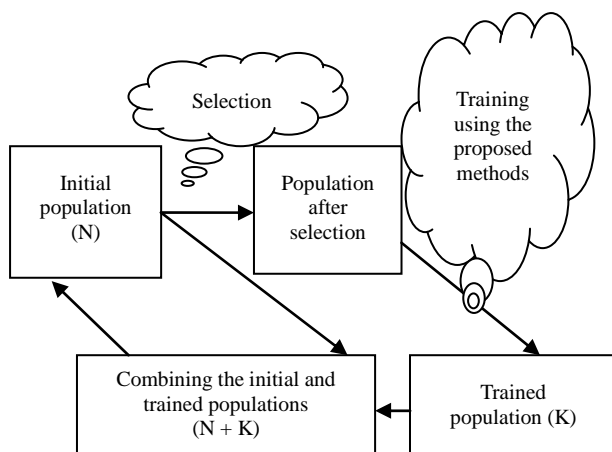 Selection
Training
using the
proposed
methods
Initial
population
(N)
Population
after
selection
Combining the initial and
trained populations
(N + K)
Trained
population (K)